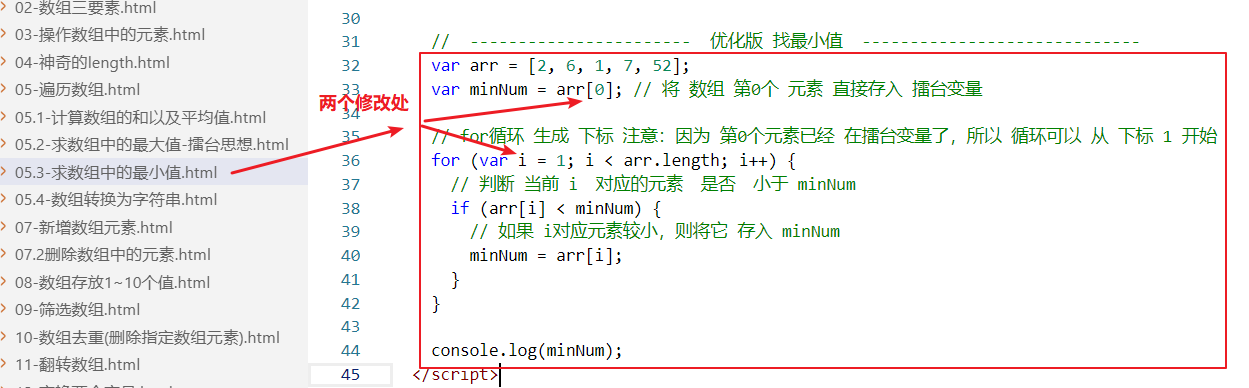 02-数组三要素.html
03-操作数组中的元素.html
04-神奇的length.html
05-遍历数组.html
05.1-计算数组的和以及平均值.html
05.2-求数组中的最大值-擂台思想.html
05.3-求数组中的最小值.html
05.4-数组转换为字符串.html
07-新增数组元素.html
07.2删除数组中的元素.html
08-数组存放1~10个值.html
09-筛选数组.html
10-数组去重(删除指定数组元素).html
11-翻转数组.html
两个修改处
30
31 // ----------------------- 优化版 找最小值 -----------------------------
32 var arr = [2, 6, 1, 7, 52];
33 var minNum = arr[0]; // 将 数组 第0个 元素 直接存入 擂台变量
34
35 // for循环 生成 下标 注意：因为 第0个元素已经 在擂台变量了，所以 循环可以 从 下标 1 开始
36 for (var i = 1; i < arr.length; i++) {
37 // 判断 当前 i 对应的元素 是否 小于 minNum
38 if (arr[i] < minNum) {
39 // 如果 i对应元素较小，则将它 存入 minNum
40 minNum = arr[i];
41 }
42 }
43
44 console.log(minNum);
45 </script>